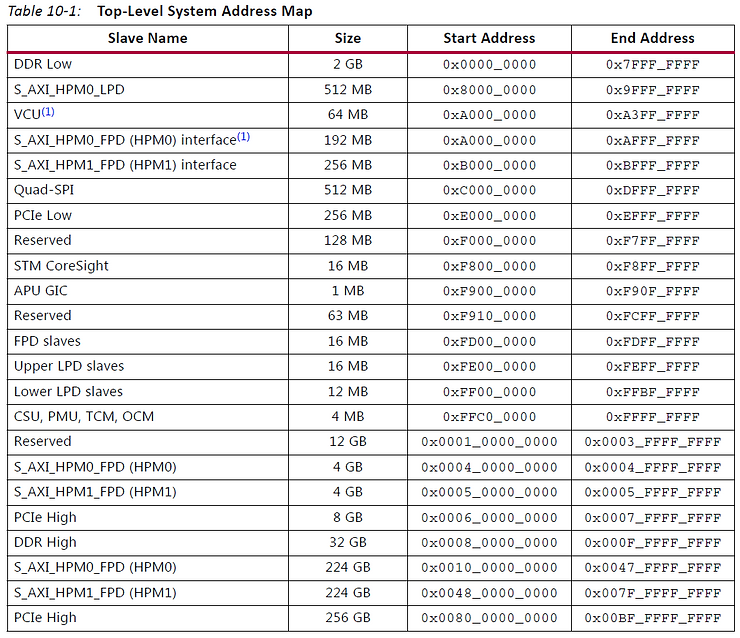 Table 10-1: Top-Level System Address Map
Slave Name Size Start Address End Address
DDR Low 2 GB 0x0000_0000 0x7FFF_FFFF
S_AXI_HPM0_LPD 512 MB 0x8000_0000 0x9FFF_FFFF
VCU(1) 64 MB 0xA000_0000 0xA3FF_FFFF
S_AXI_HPM0_FPD (HPM0) interface(1) 192 MB 0xA000_0000 0xAFFF_FFFF
S_AXI_HPM1_FPD (HPM1) interface 256 MB 0xB000_0000 0xBFFF_FFFF
Quad-SPI 512 MB 0xC000_0000 0xDFFF_FFFF
PCIe Low 256 MB 0xE000_0000 0xEFFF_FFFF
Reserved 128 MB 0xF000_0000 0xF7FF_FFFF
STM CoreSight 16 MB 0xF800_0000 0xF8FF_FFFF
APU GIC 1 MB 0xF900_0000 0xF90F_FFFF
Reserved 63 MB 0xF910_0000 0xFCFF_FFFF
FPD slaves 16 MB 0xFD00_0000 0xFDFF_FFFF
Upper LPD slaves 16 MB 0xFE00_0000 0xFEFF_FFFF
Lower LPD slaves 12 MB 0xFF00_0000 0xFFBF_FFFF
CSU, PMU, TCM, OCM 4 MB 0xFFC0_0000 0xFFFF_FFFF
Reserved 12 GB 0x0001_0000_0000 0x0003_FFFF_FFFF
S_AXI_HPM0_FPD (HPM0) 4 GB 0x0004_0000_0000 0x0004_FFFF_FFFF
S_AXI_HPM1_FPD (HPM1) 4 GB 0x0005_0000_0000 0x0005_FFFF_FFFF
PCIe High 8 GB 0x0006_0000_0000 0x0007_FFFF_FFFF
DDR High 32 GB 0x0008_0000_0000 0x000F_FFFF_FFFF
S_AXI_HPM0_FPD (HPM0) 224 GB 0x0010_0000_0000 0x0047_FFFF_FFFF
S_AXI_HPM1_FPD (HPM1) 224 GB 0x0048_0000_0000 0x007F_FFFF_FFFF
PCIe High 256 GB 0x0080_0000_0000 0x00BF_FFFF_FFFF